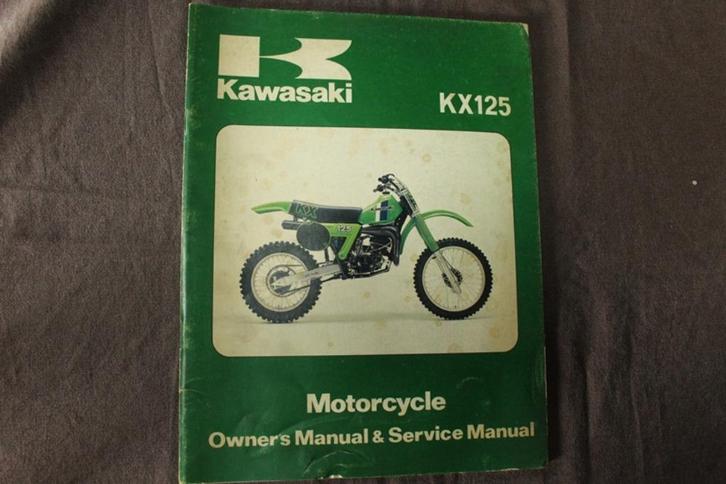 Kawasaki
KX125
KX
125
Motorcycle
Owner's Manual & Service Manual